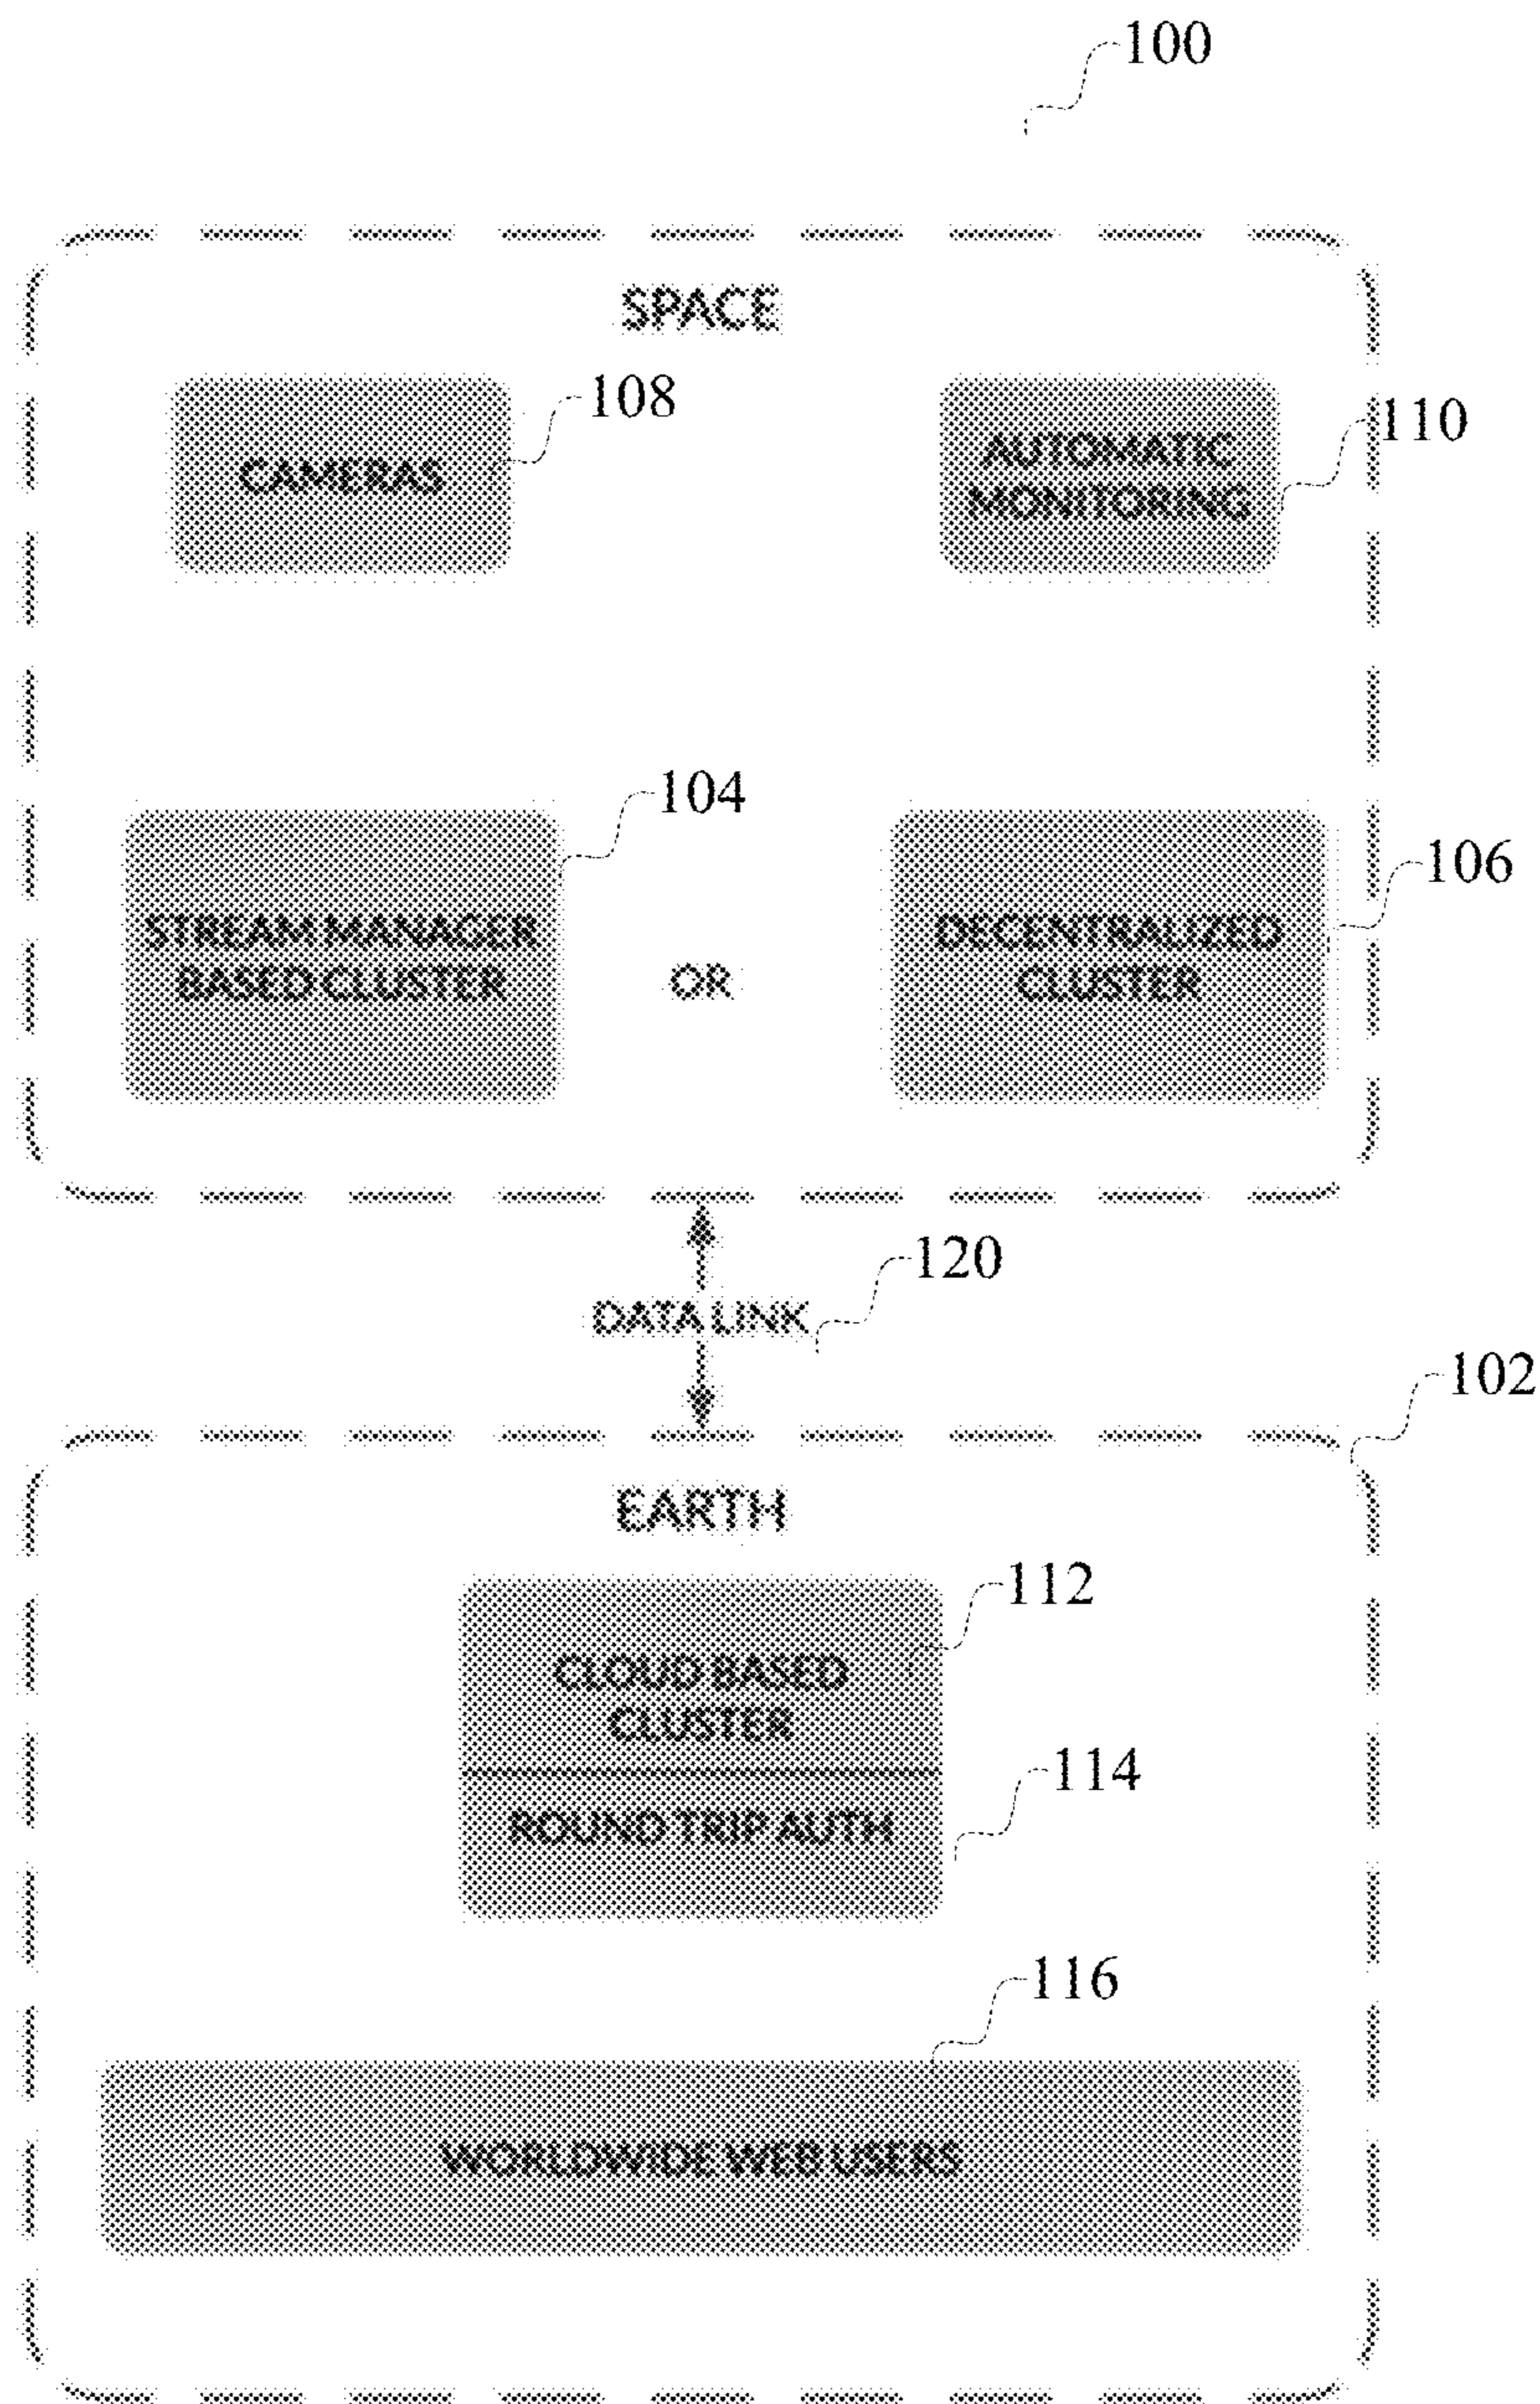 100
SPACE
108
CAMERAS
110
AUTOMATIC
MONITORING
104
STREAM MANAGER
BASED CLUSTER
OR
106
DECENTRALIZED
CLUSTER
120
DATA LINK
102
EARTH
112
CLOUD BASED
CLUSTER
114
ROUND TRIP AUTH
116
WORLDWIDE WEB USERS